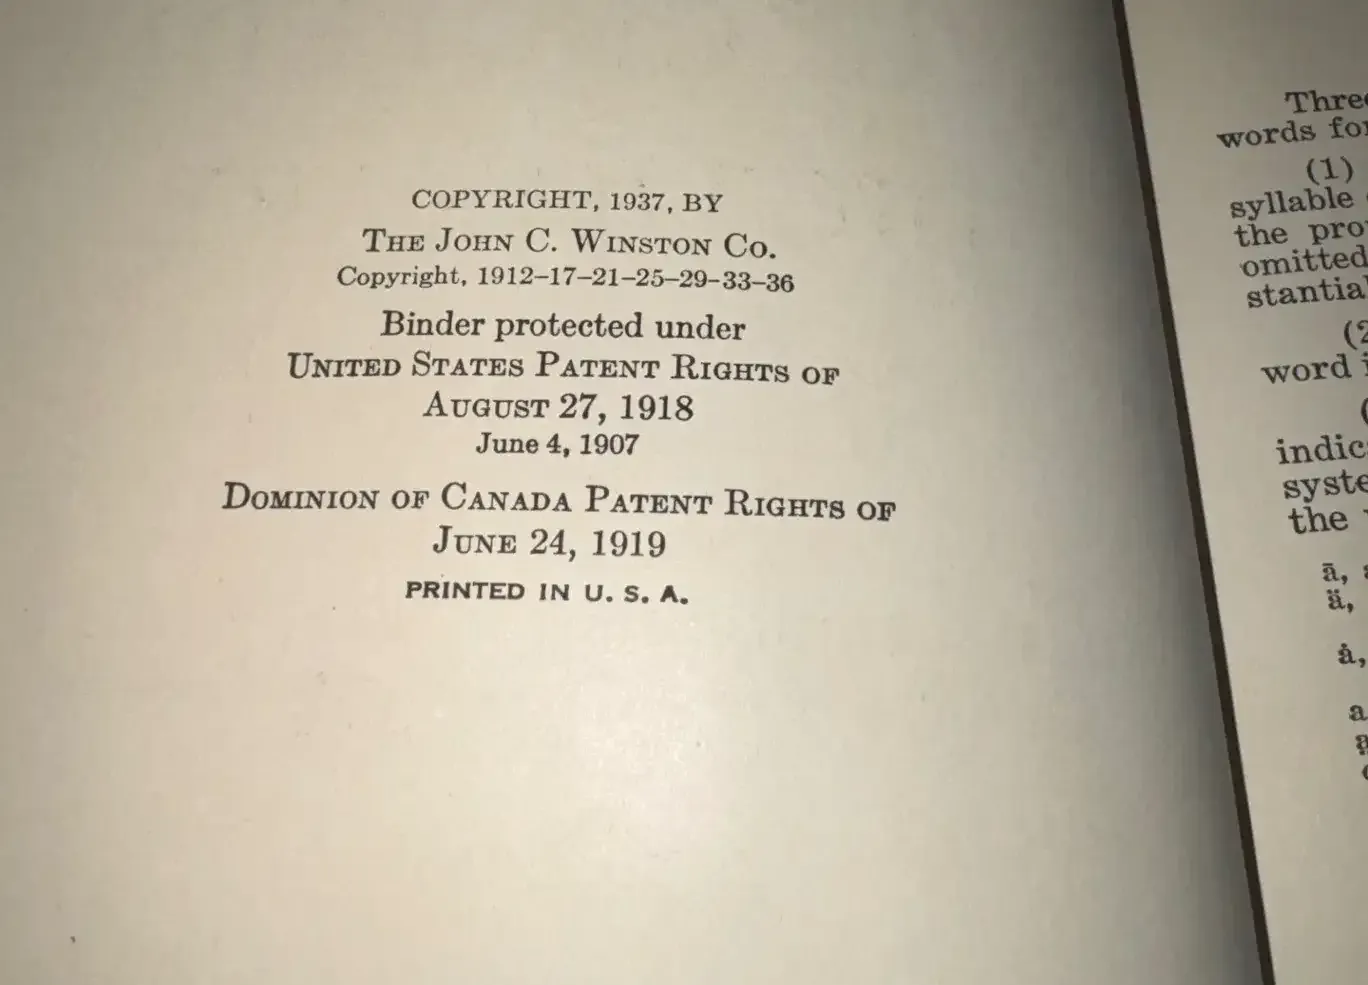 COPYRIGHT, 1937, BY
THE JOHN C. WINSTON CO.
Copyright, 1912–17–21–25–29–33–36
Binder protected under
UNITED STATES PATENT RIGHTS OF
AUGUST 27, 1918
June 4, 1907
DOMINION OF CANADA PATENT RIGHTS OF
JUNE 24, 1919
PRINTED IN U. S. A.
words
(1)
syllable
the
omitted
word
the
ā,
ä,
ȧ,
a